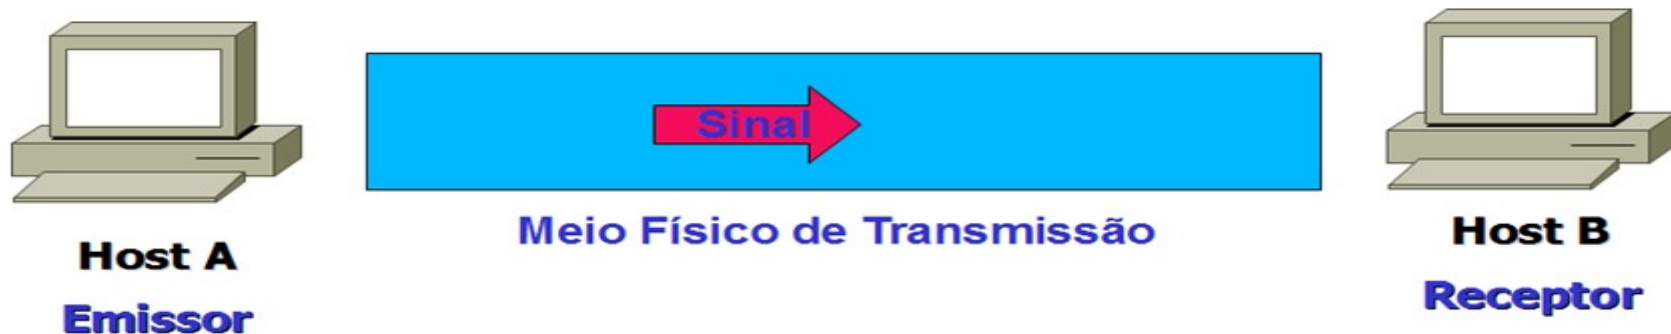 Sinal
Meio Físico de Transmissão
Host A
Emissor
Host B
Receptor